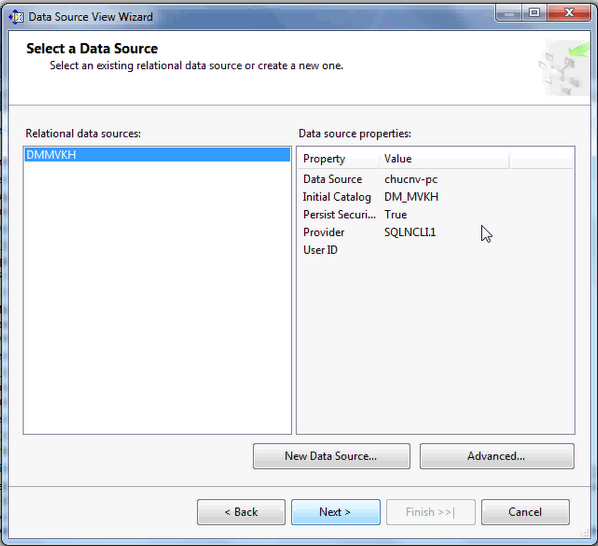 Data Source View Wizard
Select a Data Source
Select an existing relational data source or create a new one.
Relational data sources:
DMMVKH
Data source properties:
Property Value
Data Source chucnv-pc
Initial Catalog DM_MVKH
Persist Securi... True
Provider SQLNCLI.1
User ID
New Data Source... Advanced...
< Back Next > Finish >>| Cancel